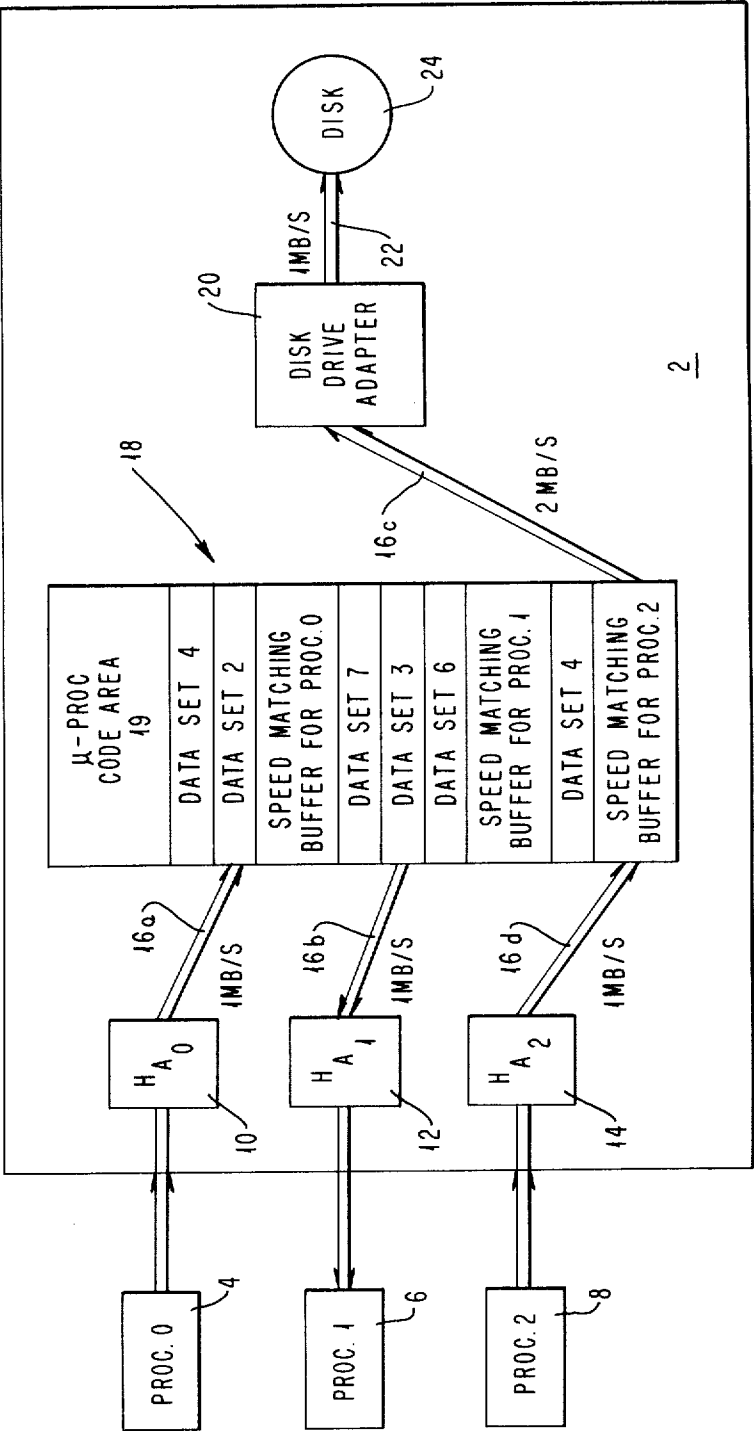 PROC. 0
4
PROC. 1
6
PROC. 2
8
HA0
10
HA1
12
HA2
14
16a
1MB/S
16b
1MB/S
16d
1MB/S
18
μ-PROC
CODE AREA
19
DATA SET 4
DATA SET 2
SPEED MATCHING
BUFFER FOR PROC. 0
DATA SET 7
DATA SET 3
DATA SET 6
SPEED MATCHING
BUFFER FOR PROC. 1
DATA SET 4
SPEED MATCHING
BUFFER FOR PROC. 2
16c
2MB/S
20
DISK
DRIVE
ADAPTER
1MB/S
22
DISK
24
2